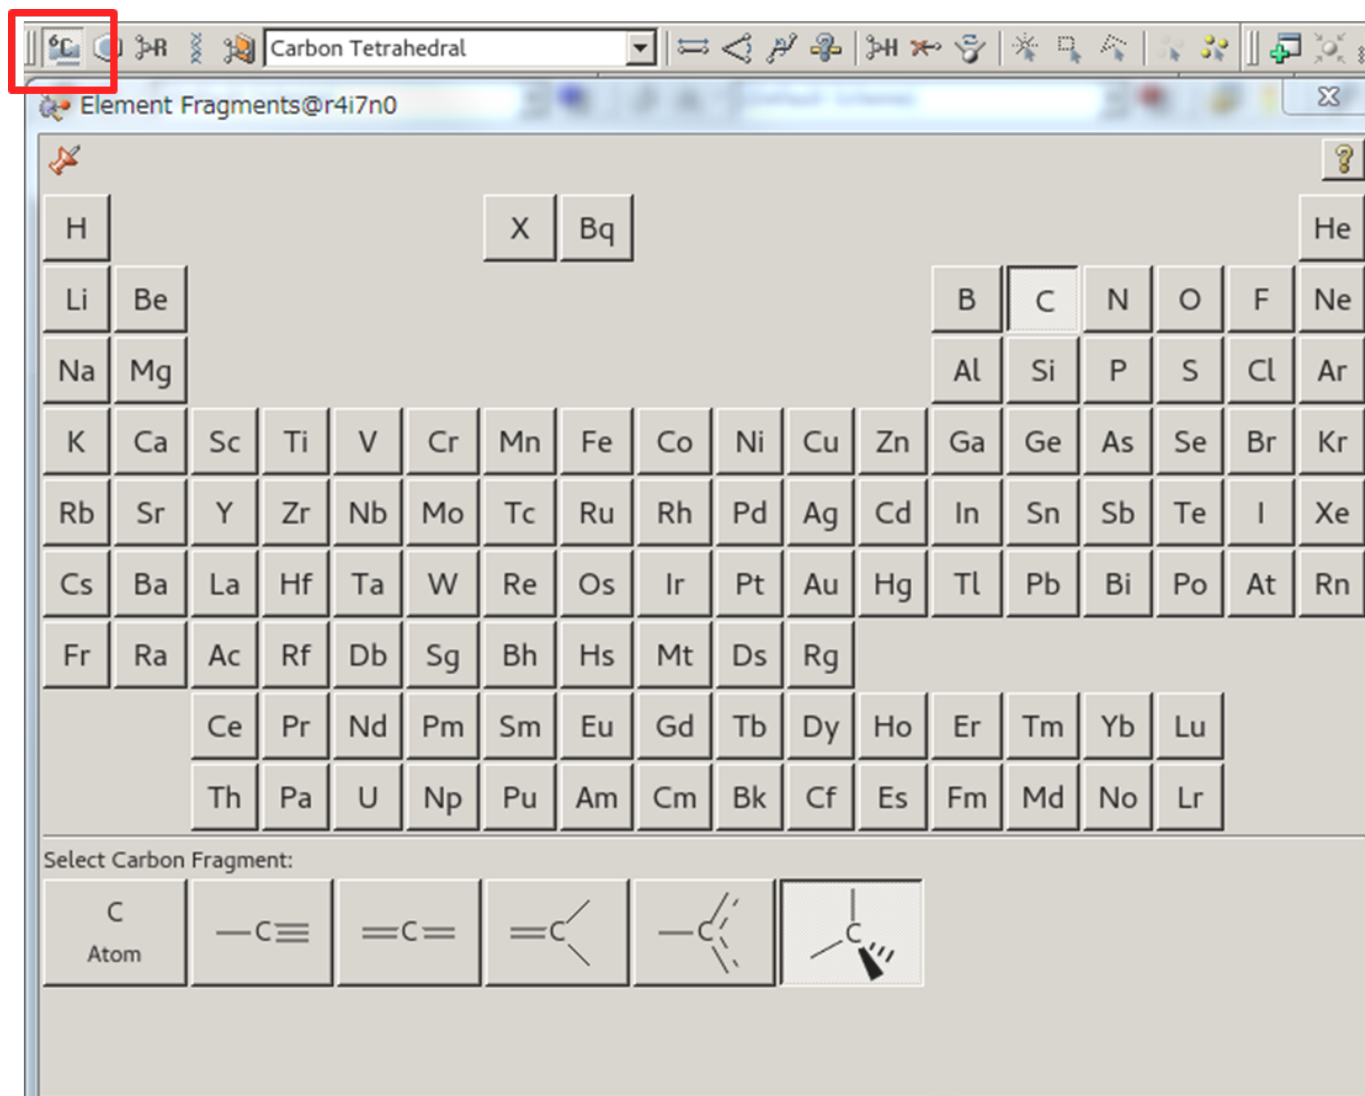 6C R Carbon Tetrahedral H
Element Fragments@r4i7n0 X
?
H X Bq He
Li Be B C N O F Ne
Na Mg Al Si P S Cl Ar
K Ca Sc Ti V Cr Mn Fe Co Ni Cu Zn Ga Ge As Se Br Kr
Rb Sr Y Zr Nb Mo Tc Ru Rh Pd Ag Cd In Sn Sb Te I Xe
Cs Ba La Hf Ta W Re Os Ir Pt Au Hg Tl Pb Bi Po At Rn
Fr Ra Ac Rf Db Sg Bh Hs Mt Ds Rg
Ce Pr Nd Pm Sm Eu Gd Tb Dy Ho Er Tm Yb Lu
Th Pa U Np Pu Am Cm Bk Cf Es Fm Md No Lr
Select Carbon Fragment:
C C C C C C
Atom